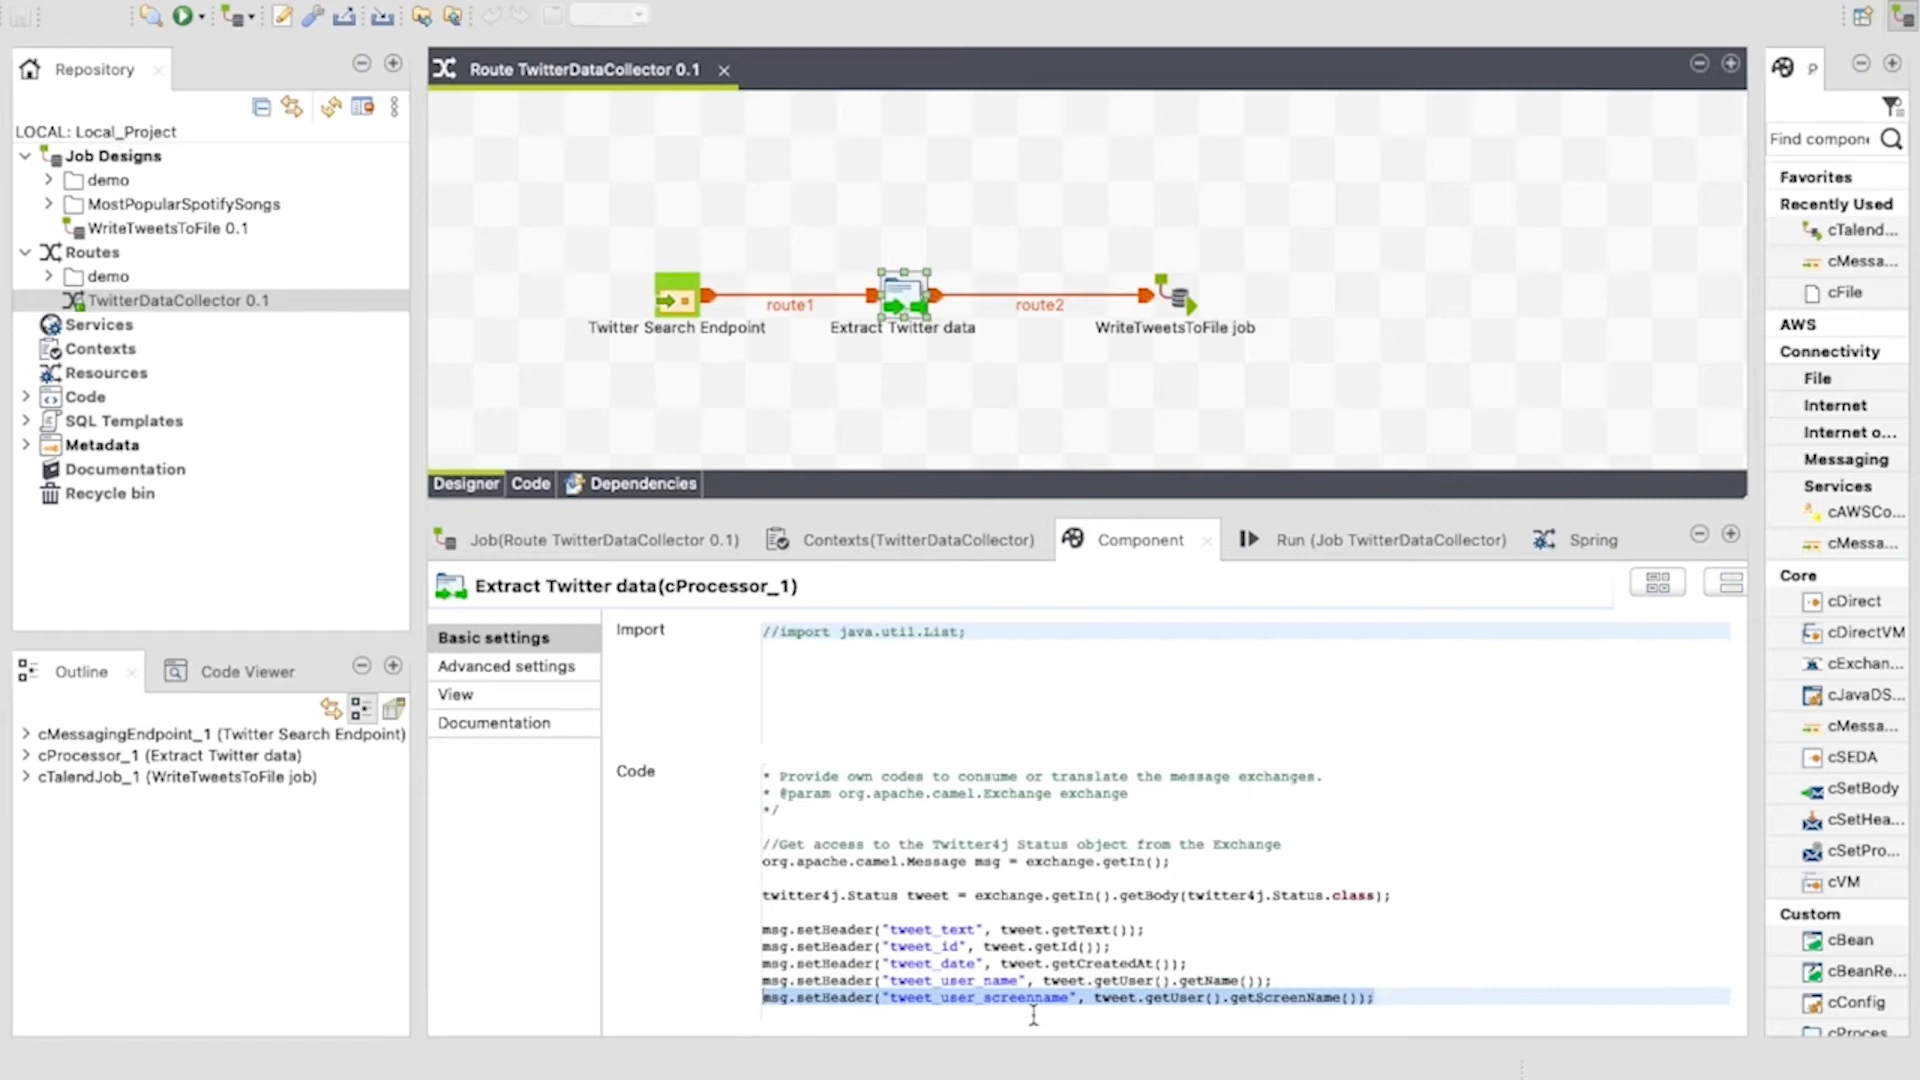 Repository
LOCAL: Local_Project
Job Designs
demo
MostPopularSpotifySongs
WriteTweetsToFile 0.1
Routes
demo
TwitterDataCollector 0.1
Services
Contexts
Resources
Code
SQL Templates
Metadata
Documentation
Recycle bin
Outline
Code Viewer
cMessagingEndpoint_1 (Twitter Search Endpoint)
cProcessor_1 (Extract Twitter data)
cTalendJob_1 (WriteTweetsToFile job)
Route TwitterDataCollector 0.1
route1
route2
Twitter Search Endpoint
Extract Twitter data
WriteTweetsToFile job
Designer
Code
Dependencies
Job(Route TwitterDataCollector 0.1)
Contexts(TwitterDataCollector)
Component
Run (Job TwitterDataCollector)
Spring
Extract Twitter data(cProcessor_1)
Basic settings
Advanced settings
View
Documentation
Import
//import java.util.List;
Code
* Provide own codes to consume or translate the message exchanges.
* @param org.apache.camel.Exchange exchange
*/
//Get access to the Twitter4j Status object from the Exchange
org.apache.camel.Message msg = exchange.getIn();
twitter4j.Status tweet = exchange.getIn().getBody(twitter4j.Status.class);
msg.setHeader("tweet_text", tweet.getText());
msg.setHeader("tweet_id", tweet.getId());
msg.setHeader("tweet_date", tweet.getCreatedAt());
msg.setHeader("tweet_user_name", tweet.getUser().getName());
msg.setHeader("tweet_user_screenname", tweet.getUser().getScreenName());
P
Find compon
Favorites
Recently Used
cTalend...
cMessa...
cFile
AWS
Connectivity
File
Internet
Internet o...
Messaging
Services
cAWSCo...
cMessa...
Core
cDirect
cDirectVM
cExchan...
cJavaDS...
cMessa...
cSEDA
cSetBody
cSetHea...
cSetPro...
cVM
Custom
cBean
cBeanRe...
cConfig
cProces